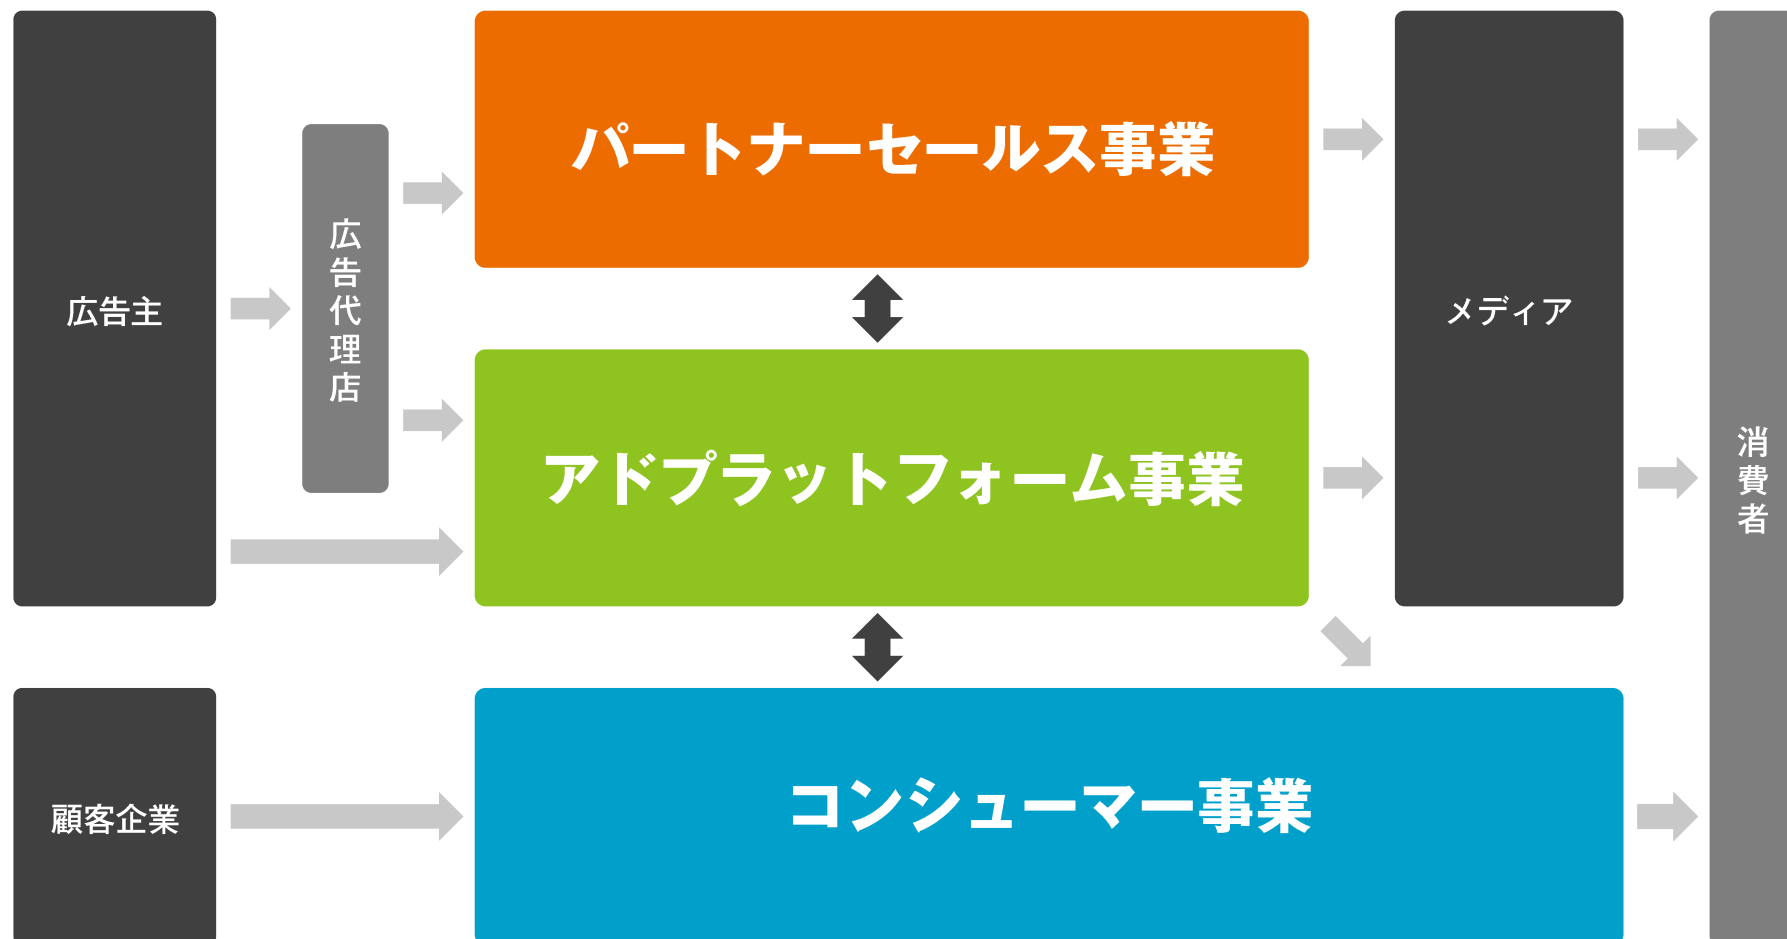 広告主
広告代理店
パートナーセールス事業
アドプラットフォーム事業
メディア
消費者
顧客企業
コンシューマー事業